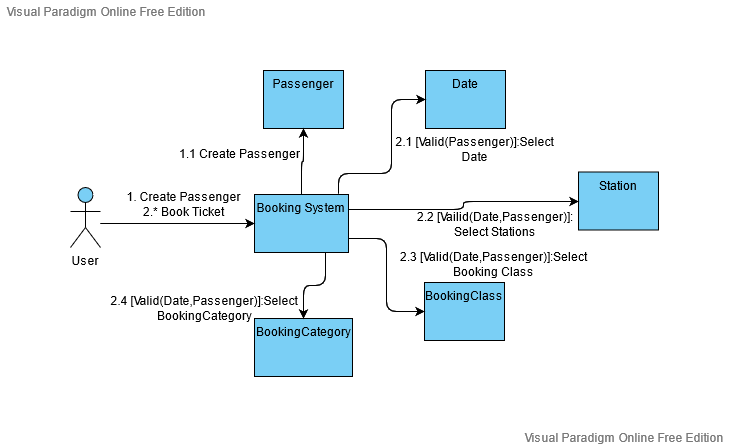 Visual Paradigm Online Free Edition
Passenger
Date
2.1 [Valid(Passenger)]:Select
Date
1.1 Create Passenger
Station
1. Create Passenger
2.* Book Ticket
Booking System
2.2 [Vailid(Date,Passenger)]:
Select Stations
User
2.3 [Valid(Date,Passenger)]:Select
Booking Class
2.4 [Valid(Date,Passenger)]:Select
BookingCategory
BookingClass
BookingCategory
Visual Paradigm Online Free Edition